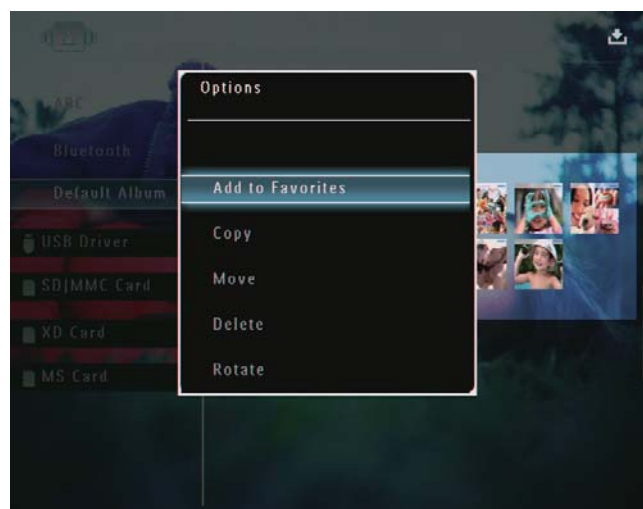 Options
ABC
Bluetooth
Add to Favorites
Default Album
Copy
USB Driver
Move
SD|MMC Card
Delete
XD Card
Rotate
MS Card